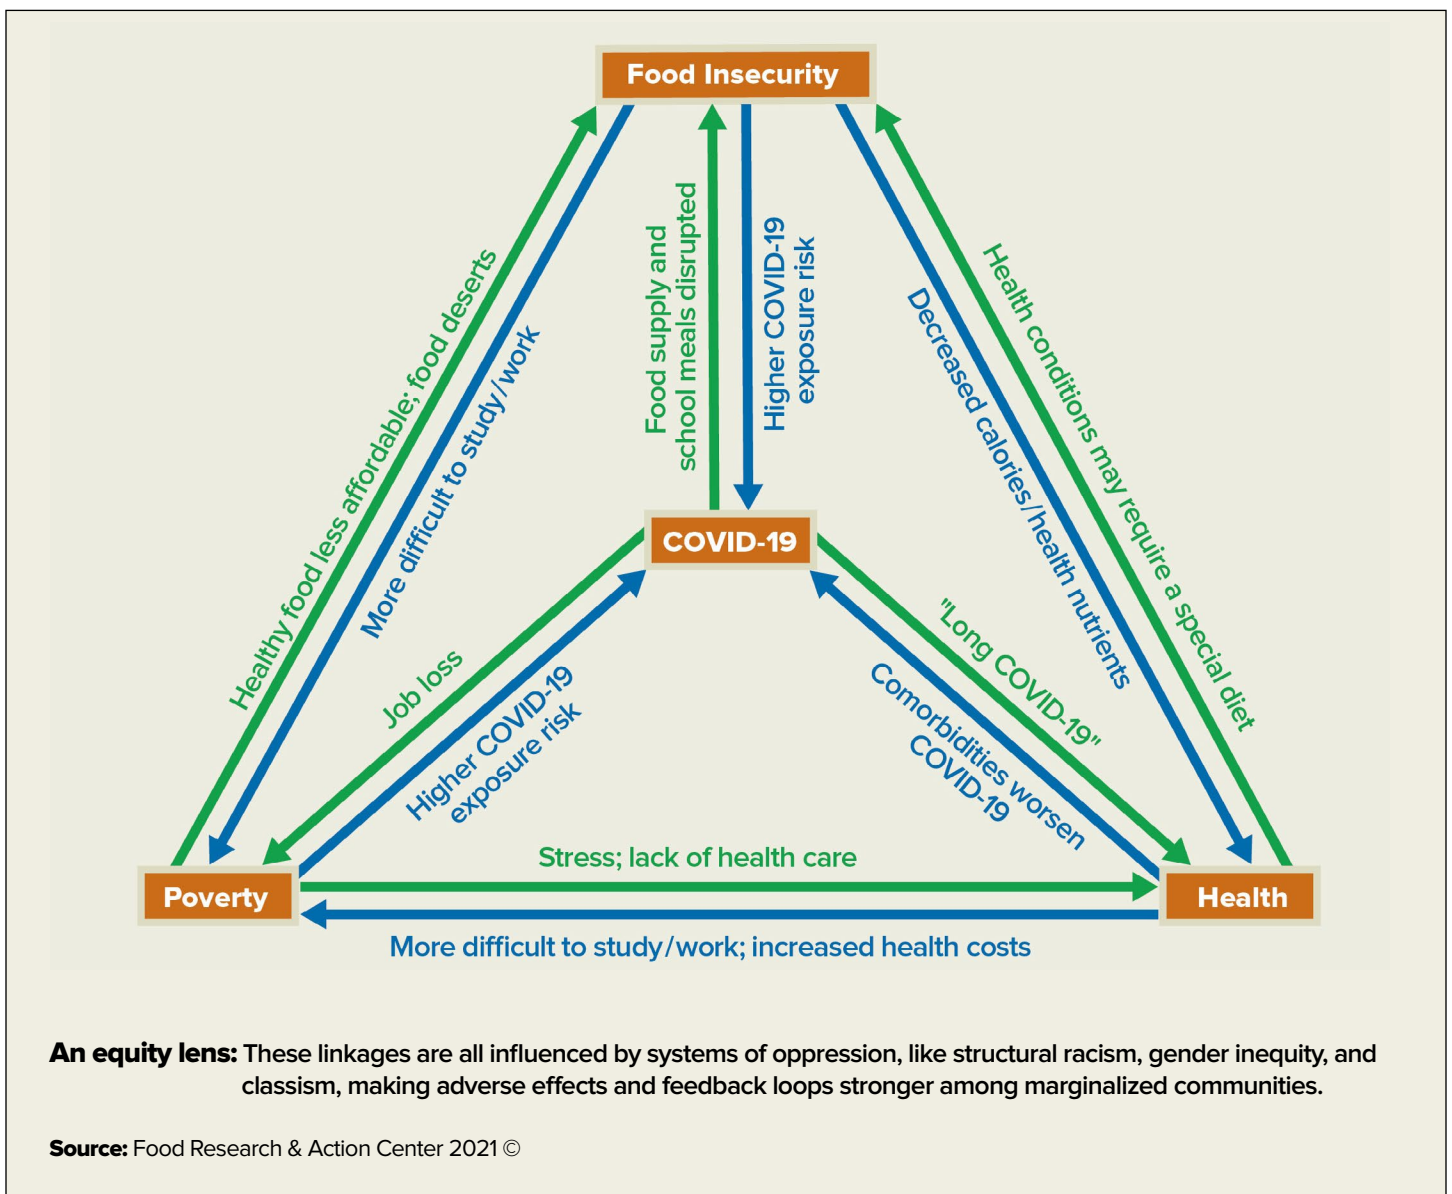 Food Insecurity
Healthy food less affordable; food deserts
More difficult to study/work
Food supply and
school meals disrupted
Higher COVID-19
exposure risk
Decreased calories/health nutrients
Health conditions may require a special diet
COVID-19
Job loss
Higher COVID-19
exposure risk
"Long COVID-19"
Comorbidities worsen
COVID-19
Stress; lack of health care
Poverty
Health
More difficult to study/work; increased health costs
An equity lens: These linkages are all influenced by systems of oppression, like structural racism, gender inequity, and
classism, making adverse effects and feedback loops stronger among marginalized communities.
Source: Food Research & Action Center 2021 ©